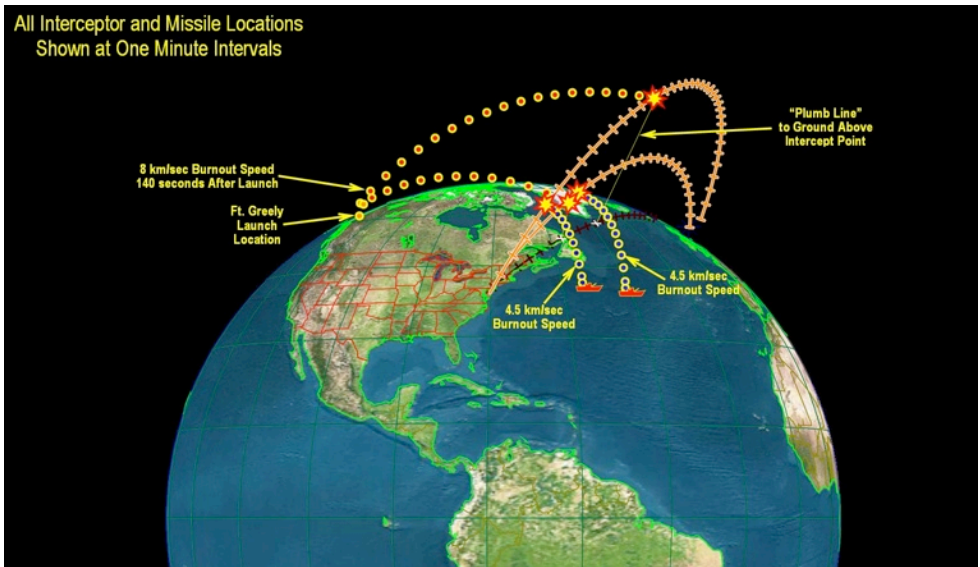 All Interceptor and Missile Locations
Shown at One Minute Intervals
"Plumb Line"
to Ground Above
Intercept Point
8 km/sec Burnout Speed
140 seconds After Launch
Ft. Greely
Launch
Location
4.5 km/sec
Burnout Speed
4.5 km/sec
Burnout Speed